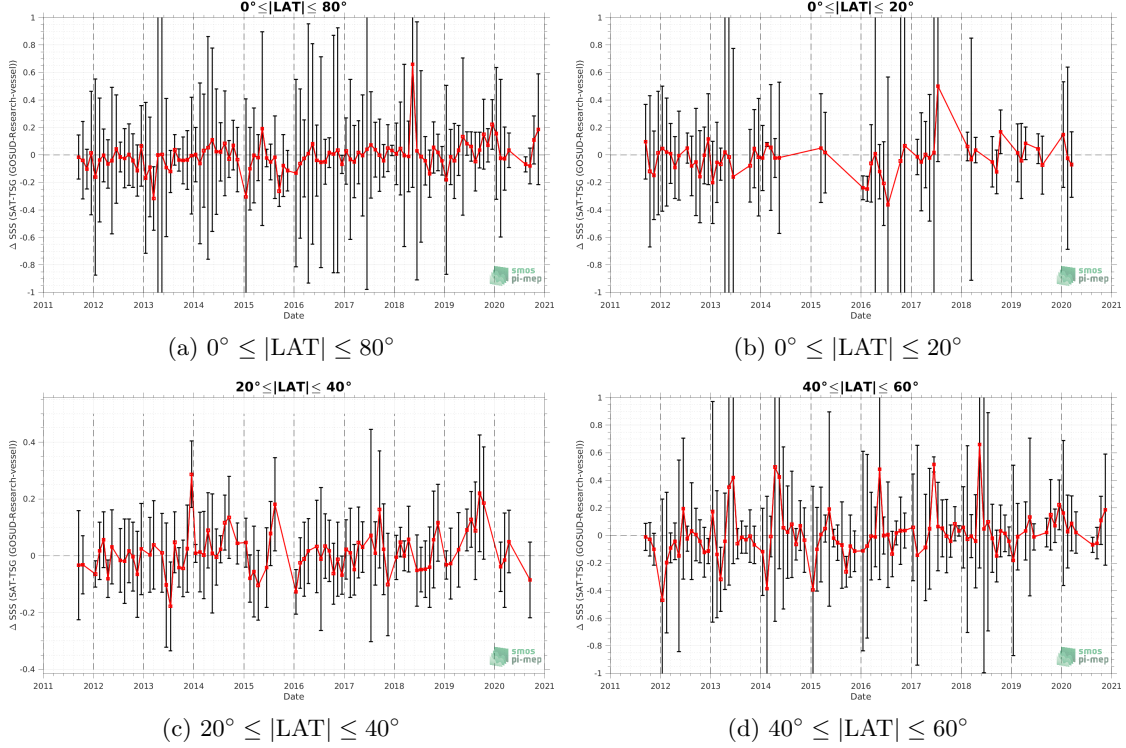 0°≤|LAT|≤ 80°
Δ SSS (SAT-TSG (GOSUD-Research-vessel))
1
0.8
0.6
0.4
0.2
0
-0.2
-0.4
-0.6
-0.8
-1
2011 2012 2013 2014 2015 2016 2017 2018 2019 2020 2021
Date
smos
pi-mep
(a) 0° ≤ |LAT| ≤ 80°
0°≤|LAT|≤ 20°
Δ SSS (SAT-TSG (GOSUD-Research-vessel))
1
0.8
0.6
0.4
0.2
0
-0.2
-0.4
-0.6
-0.8
-1
2011 2012 2013 2014 2015 2016 2017 2018 2019 2020 2021
Date
smos
pi-mep
(b) 0° ≤ |LAT| ≤ 20°
20°≤|LAT|≤ 40°
Δ SSS (SAT-TSG (GOSUD-Research-vessel))
0.4
0.2
0
-0.2
-0.4
2011 2012 2013 2014 2015 2016 2017 2018 2019 2020 2021
Date
smos
pi-mep
(c) 20° ≤ |LAT| ≤ 40°
40°≤|LAT|≤ 60°
Δ SSS (SAT-TSG (GOSUD-Research-vessel))
1
0.8
0.6
0.4
0.2
0
-0.2
-0.4
-0.6
-0.8
-1
2011 2012 2013 2014 2015 2016 2017 2018 2019 2020 2021
Date
smos
pi-mep
(d) 40° ≤ |LAT| ≤ 60°